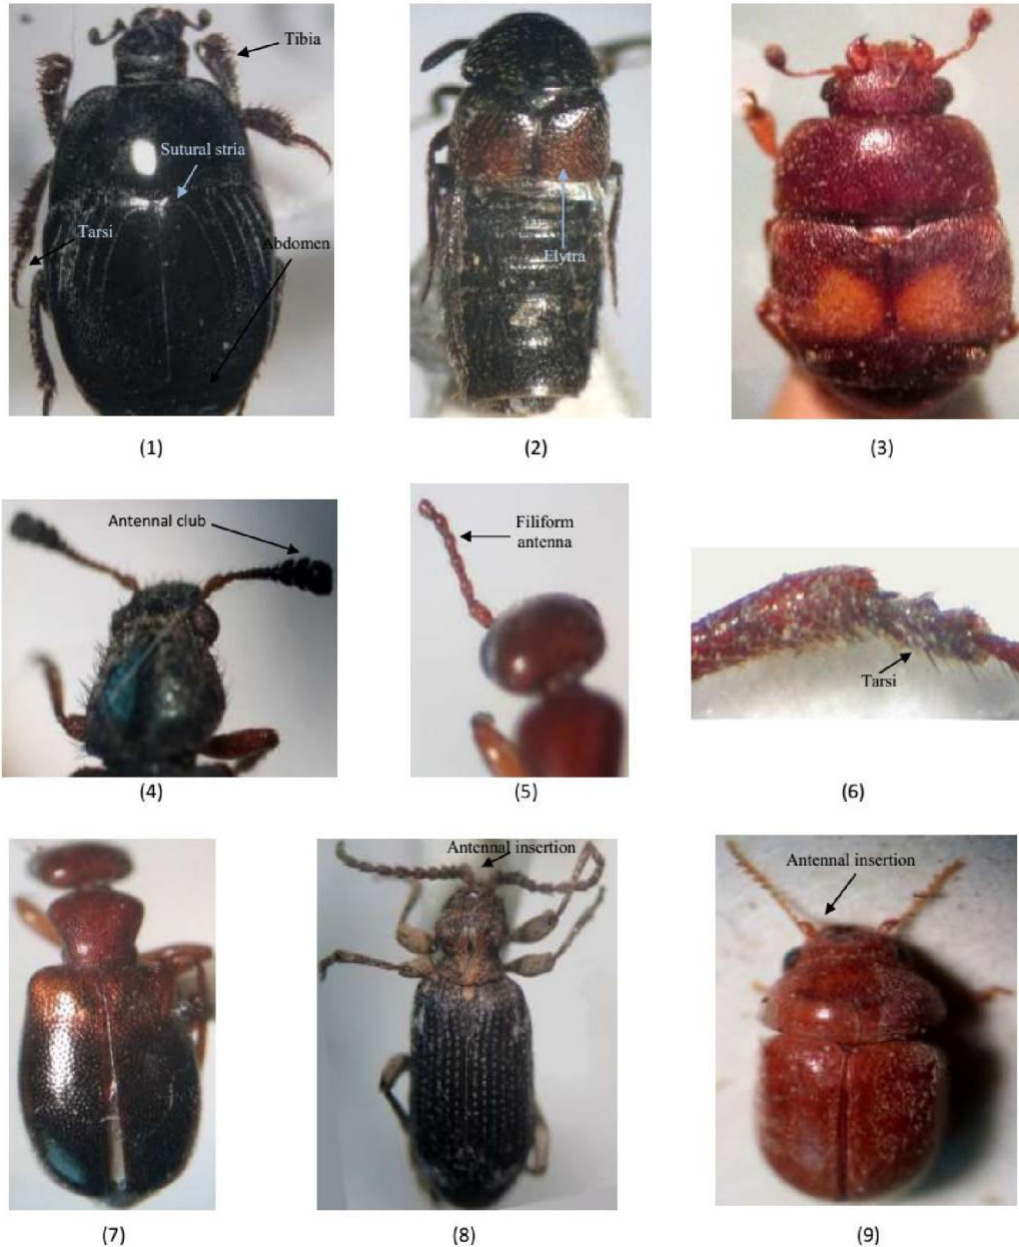 Tibia
Sutural stria
Tarsi
Abdomen
Elytra
(1)
(2)
(3)
Antennal club
Filiform
antenna
Tarsi
(4)
(5)
(6)
Antennal insertion
Antennal insertion
(7)
(8)
(9)